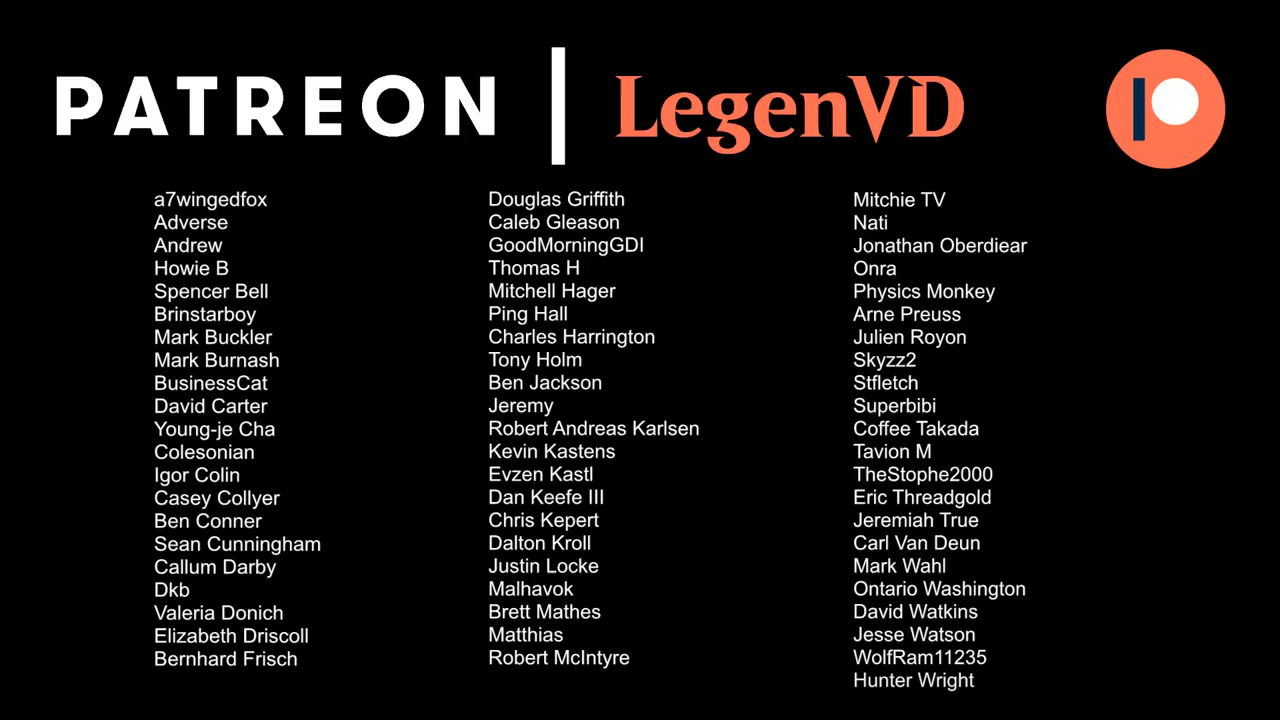 PATREON | LegenVD
a7wingedfox
Adverse
Andrew
Howie B
Spencer Bell
Brinstarboy
Mark Buckler
Mark Burnash
BusinessCat
David Carter
Young-je Cha
Colesonian
Igor Colin
Casey Collyer
Ben Conner
Sean Cunningham
Callum Darby
Dkb
Valeria Donich
Elizabeth Driscoll
Bernhard Frisch
Douglas Griffith
Caleb Gleason
GoodMorningGDI
Thomas H
Mitchell Hager
Ping Hall
Charles Harrington
Tony Holm
Ben Jackson
Jeremy
Robert Andreas Karlsen
Kevin Kastens
Evzen Kastl
Dan Keefe III
Chris Kepert
Dalton Kroll
Justin Locke
Malhavok
Brett Mathes
Matthias
Robert McIntyre
Mitchie TV
Nati
Jonathan Oberdiear
Onra
Physics Monkey
Arne Preuss
Julien Royon
Skyzz2
Stfletch
Superbibi
Coffee Takada
Tavion M
TheStophe2000
Eric Threadgold
Jeremiah True
Carl Van Deun
Mark Wahl
Ontario Washington
David Watkins
Jesse Watson
WolfRam11235
Hunter Wright